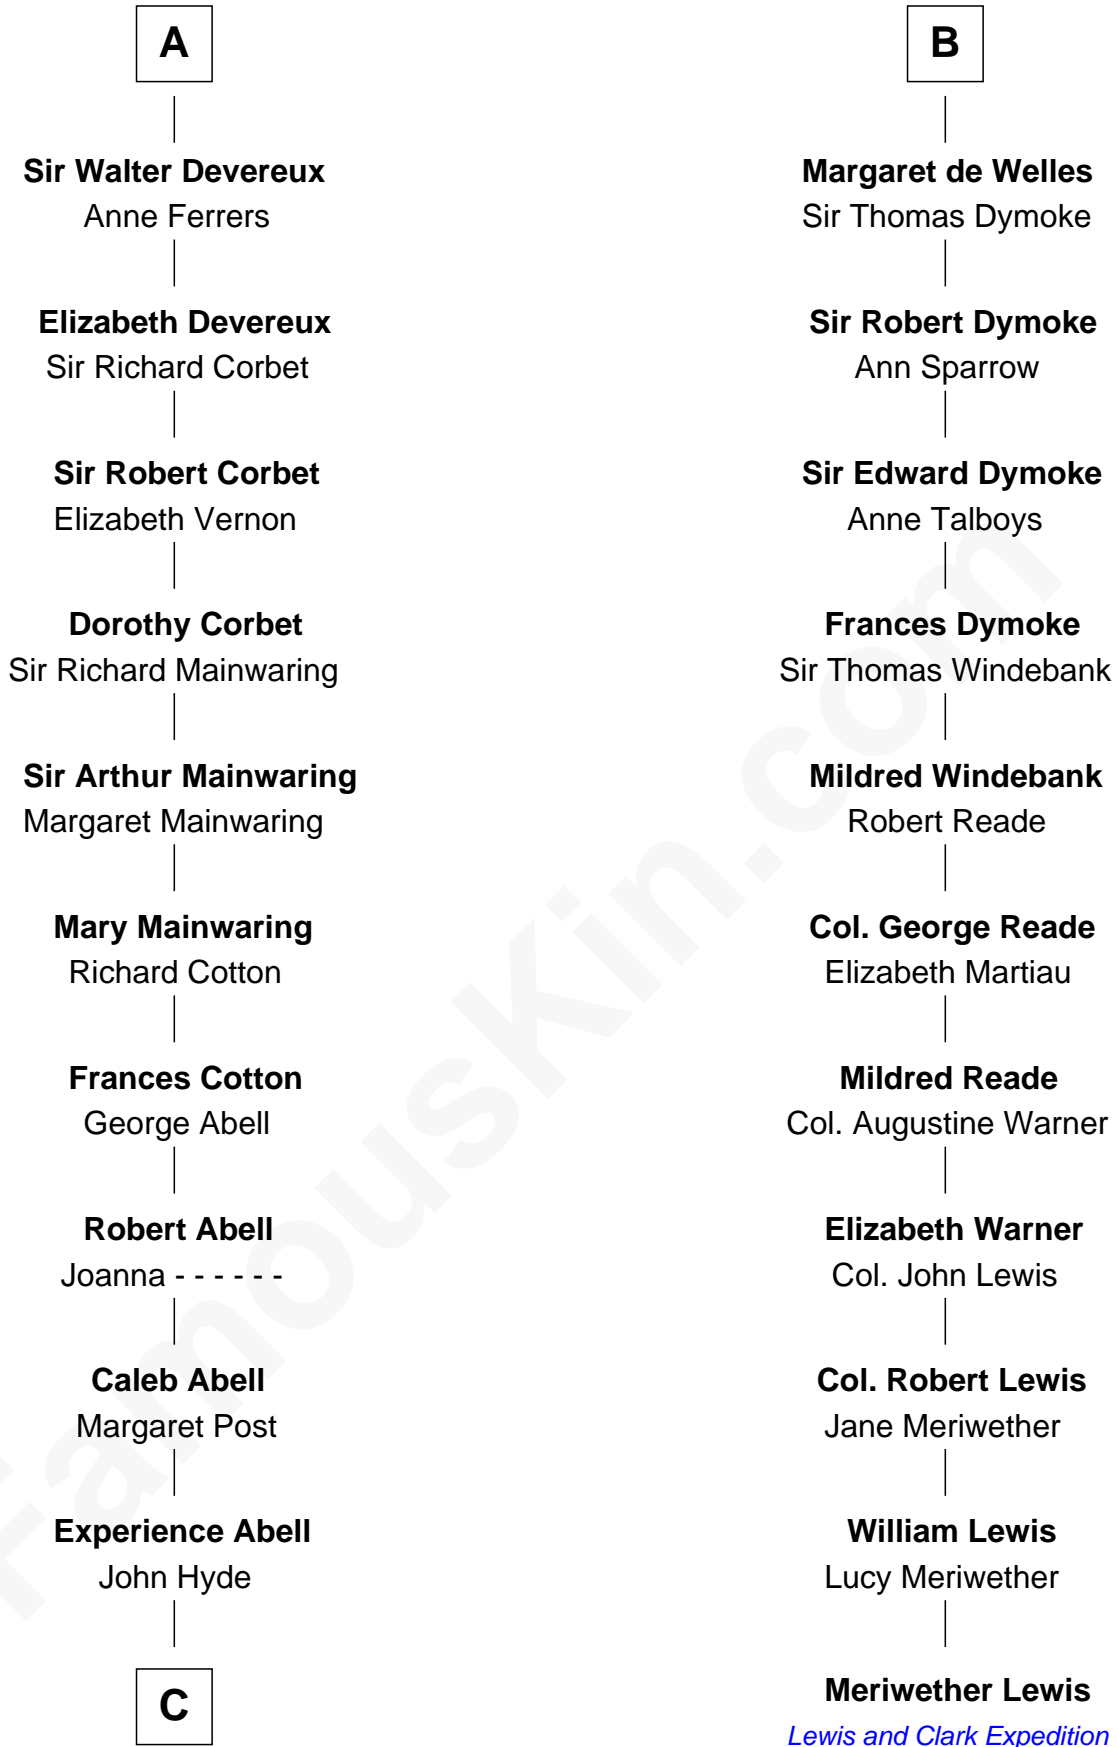 A
Sir Walter Devereux
Anne Ferrers
Elizabeth Devereux
Sir Richard Corbet
Sir Robert Corbet
Elizabeth Vernon
Dorothy Corbet
Sir Richard Mainwaring
Sir Arthur Mainwaring
Margaret Mainwaring
Mary Mainwaring
Richard Cotton
Frances Cotton
George Abell
Robert Abell
Joanna - - - - - -
Caleb Abell
Margaret Post
Experience Abell
John Hyde
C
B
Margaret de Welles
Sir Thomas Dymoke
Sir Robert Dymoke
Ann Sparrow
Sir Edward Dymoke
Anne Talboys
Frances Dymoke
Sir Thomas Windebank
Mildred Windebank
Robert Reade
Col. George Reade
Elizabeth Martiau
Mildred Reade
Col. Augustine Warner
Elizabeth Warner
Col. John Lewis
Col. Robert Lewis
Jane Meriwether
William Lewis
Lucy Meriwether
Meriwether Lewis
Lewis and Clark Expedition
FamousKin.com